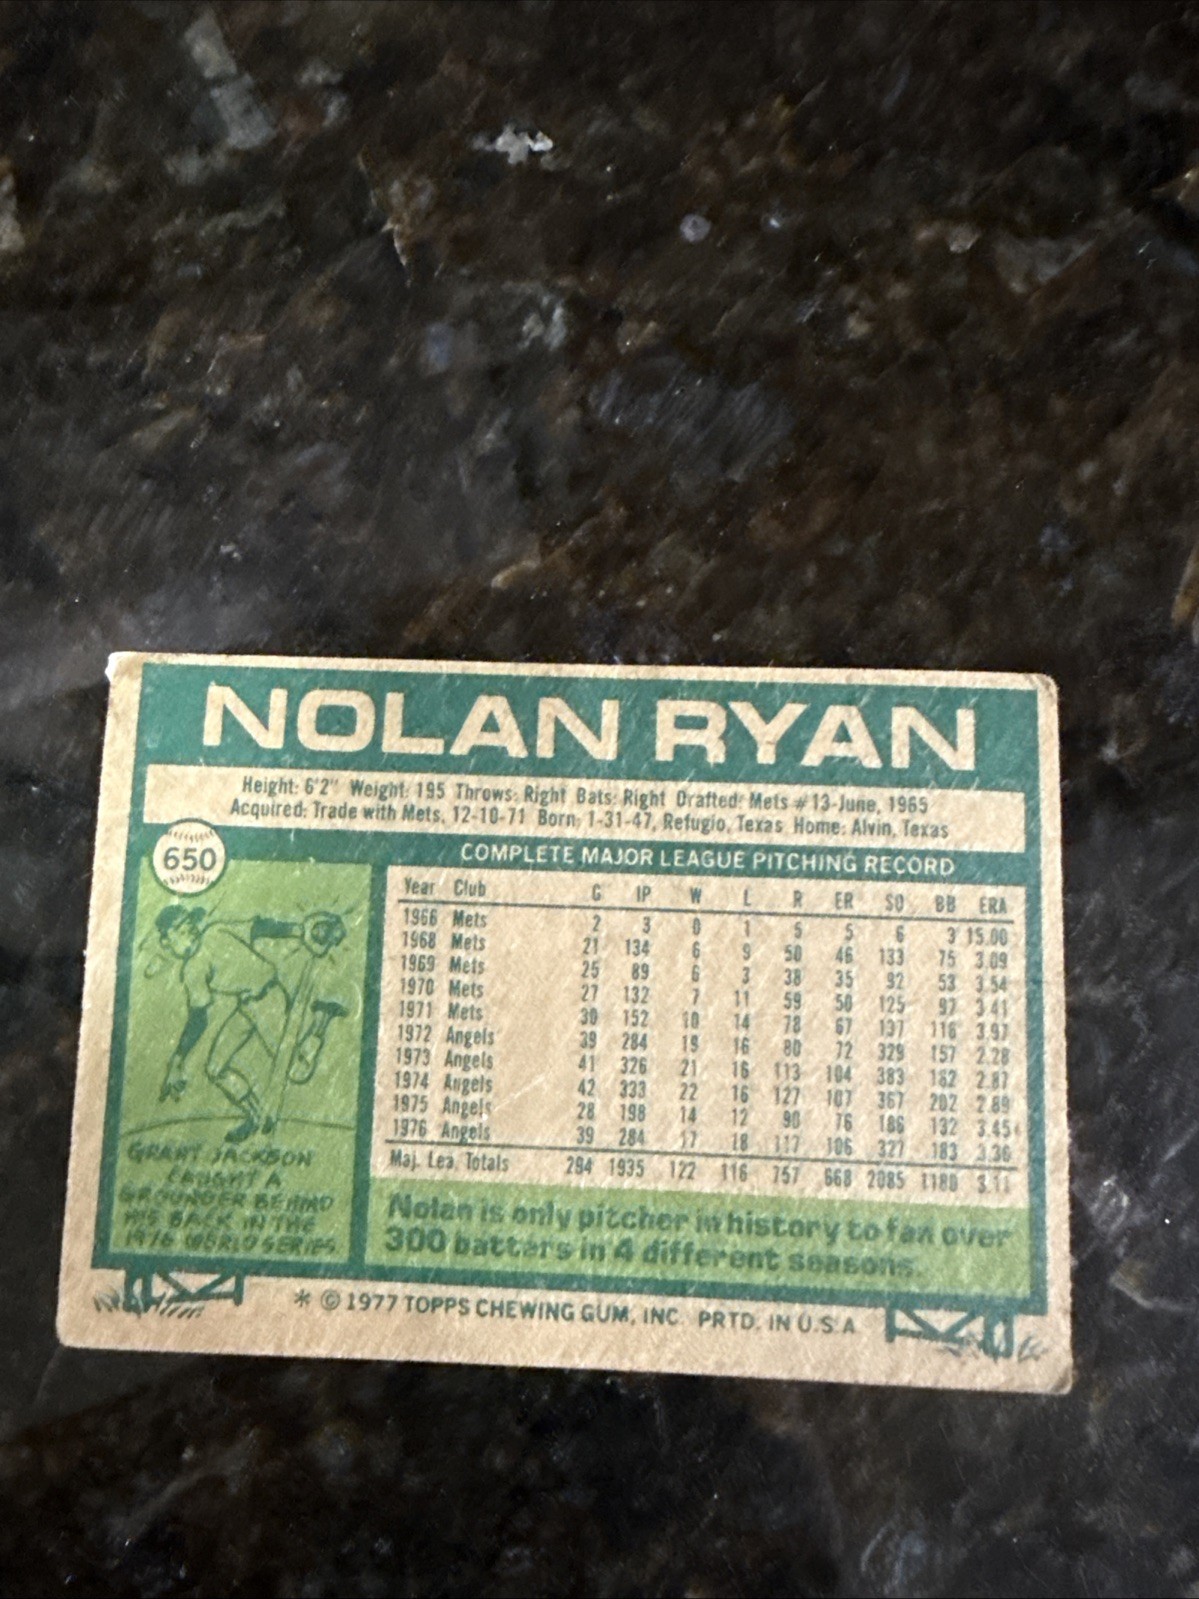 NOLAN RYAN
Height: 6'2" Weight: 195 Throws: Right Bats: Right Drafted: Mets #13-June, 1965
Acquired: Trade with Mets, 12-10-71 Born: 1-31-47, Refugio, Texas Home: Alvin, Texas
650
COMPLETE MAJOR LEAGUE PITCHING RECORD
Year Club G IP W L R ER SO BB ERA
1966 Mets 2 3 0 1 5 5 6 3 15.00
1968 Mets 21 134 6 9 50 46 133 75 3.09
1969 Mets 25 89 6 3 38 35 92 53 3.54
1970 Mets 27 132 7 11 59 50 125 97 3.41
1971 Mets 30 152 10 14 78 67 137 116 3.97
1972 Angels 39 284 19 16 80 72 329 157 2.28
1973 Angels 41 326 21 16 113 104 383 162 2.87
1974 Angels 42 333 22 16 127 107 367 202 2.89
1975 Angels 28 198 14 12 90 76 186 132 3.45
1976 Angels 39 284 17 18 117 106 327 183 3.36
Maj. Lea. Totals 294 1935 122 116 757 668 2085 1180 3.11
GRANT JACKSON
CAUGHT A
GROUNDER BEHIND
HIS BACK IN THE
1976 WORLD SERIES.
Nolan is only pitcher in history to fan over
300 batters in 4 different seasons.
* © 1977 TOPPS CHEWING GUM, INC. PRTD. IN U.S.A